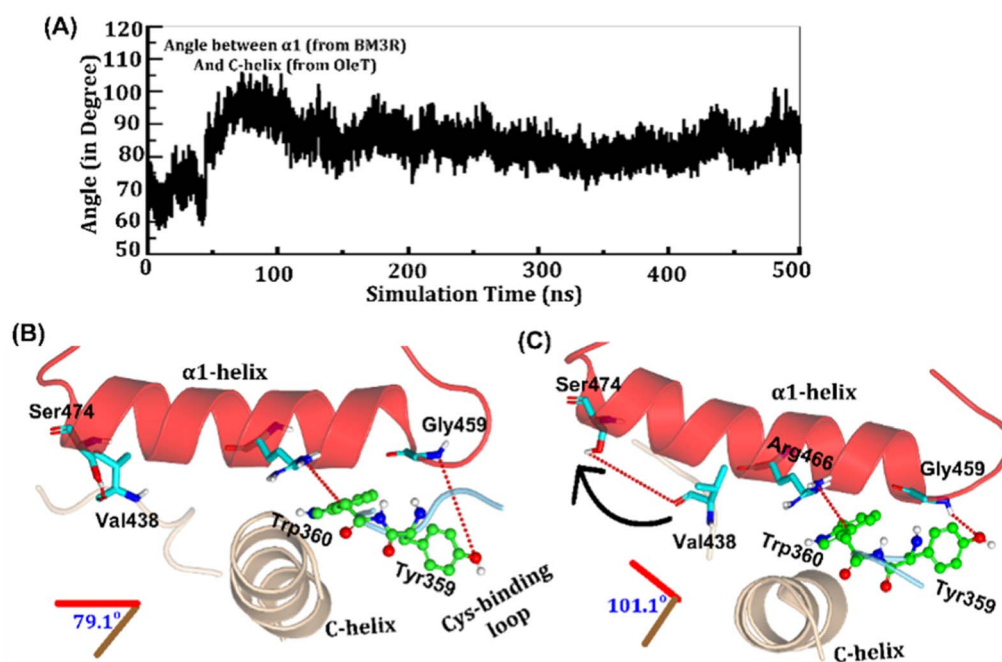 (A)
Angle between α1 (from BM3R)
And C-helix (from OleT)
Angle (in Degree)
120
110
100
90
80
70
60
50
0
100
200
300
400
500
Simulation Time (ns)
(B)
α1-helix
Ser474
Gly459
Val438
Trp360
Tyr359
C-helix
Cys-binding
loop
79.1°
(C)
Ser474
α1-helix
Arg466
Gly459
Val438
Trp360
Tyr359
C-helix
101.1°